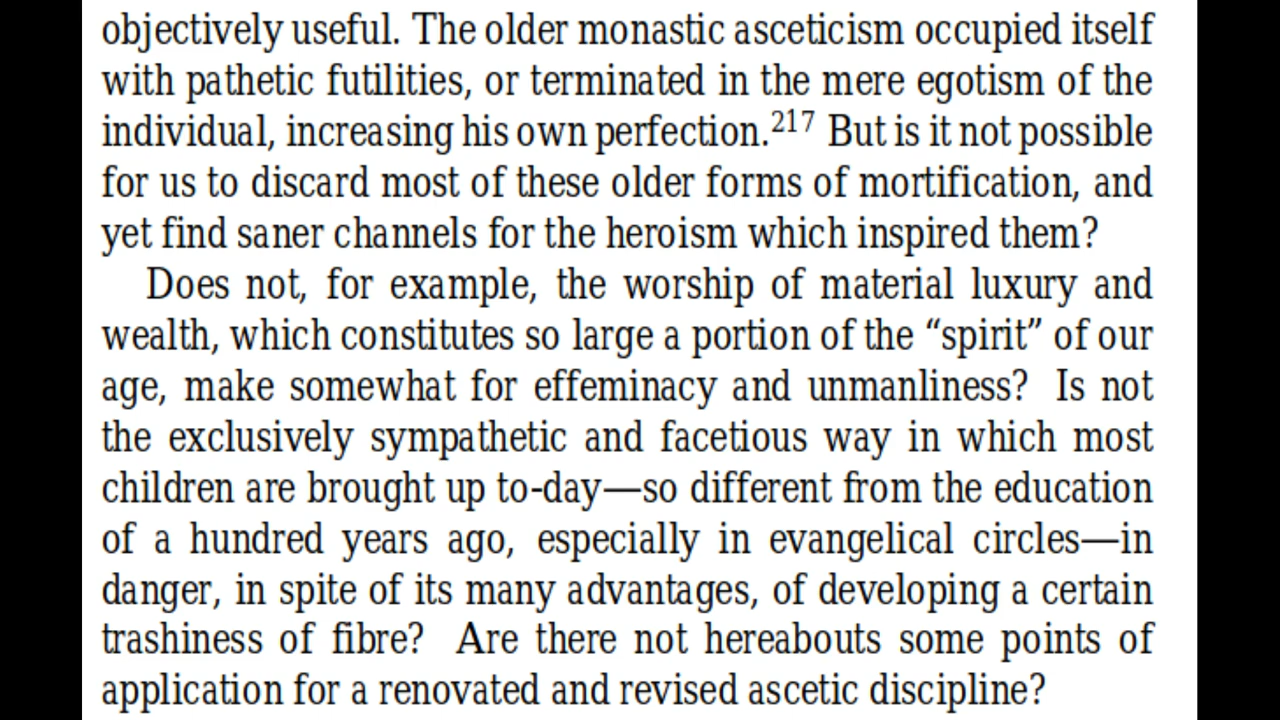 objectively useful. The older monastic asceticism occupied itself
with pathetic futilities, or terminated in the mere egotism of the
individual, increasing his own perfection.217 But is it not possible
for us to discard most of these older forms of mortification, and
yet find saner channels for the heroism which inspired them?
Does not, for example, the worship of material luxury and
wealth, which constitutes so large a portion of the “spirit” of our
age, make somewhat for effeminacy and unmanliness? Is not
the exclusively sympathetic and facetious way in which most
children are brought up to-day—so different from the education
of a hundred years ago, especially in evangelical circles—in
danger, in spite of its many advantages, of developing a certain
trashiness of fibre? Are there not hereabouts some points of
application for a renovated and revised ascetic discipline?